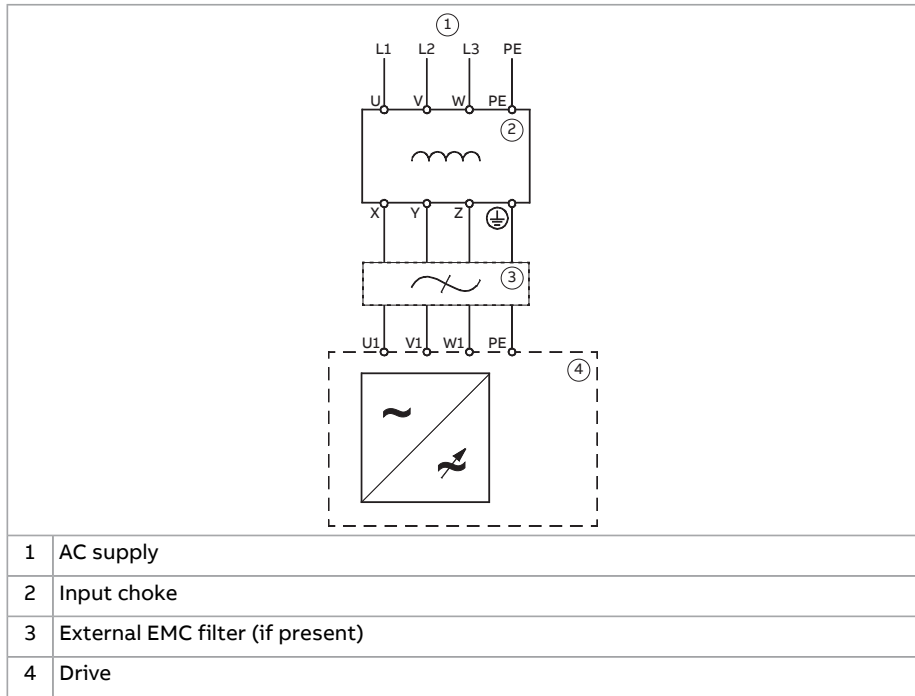 1
L1 L2 L3 PE
U V W PE
2
X Y Z
3
U1 V1 W1 PE
4
1 AC supply
2 Input choke
3 External EMC filter (if present)
4 Drive